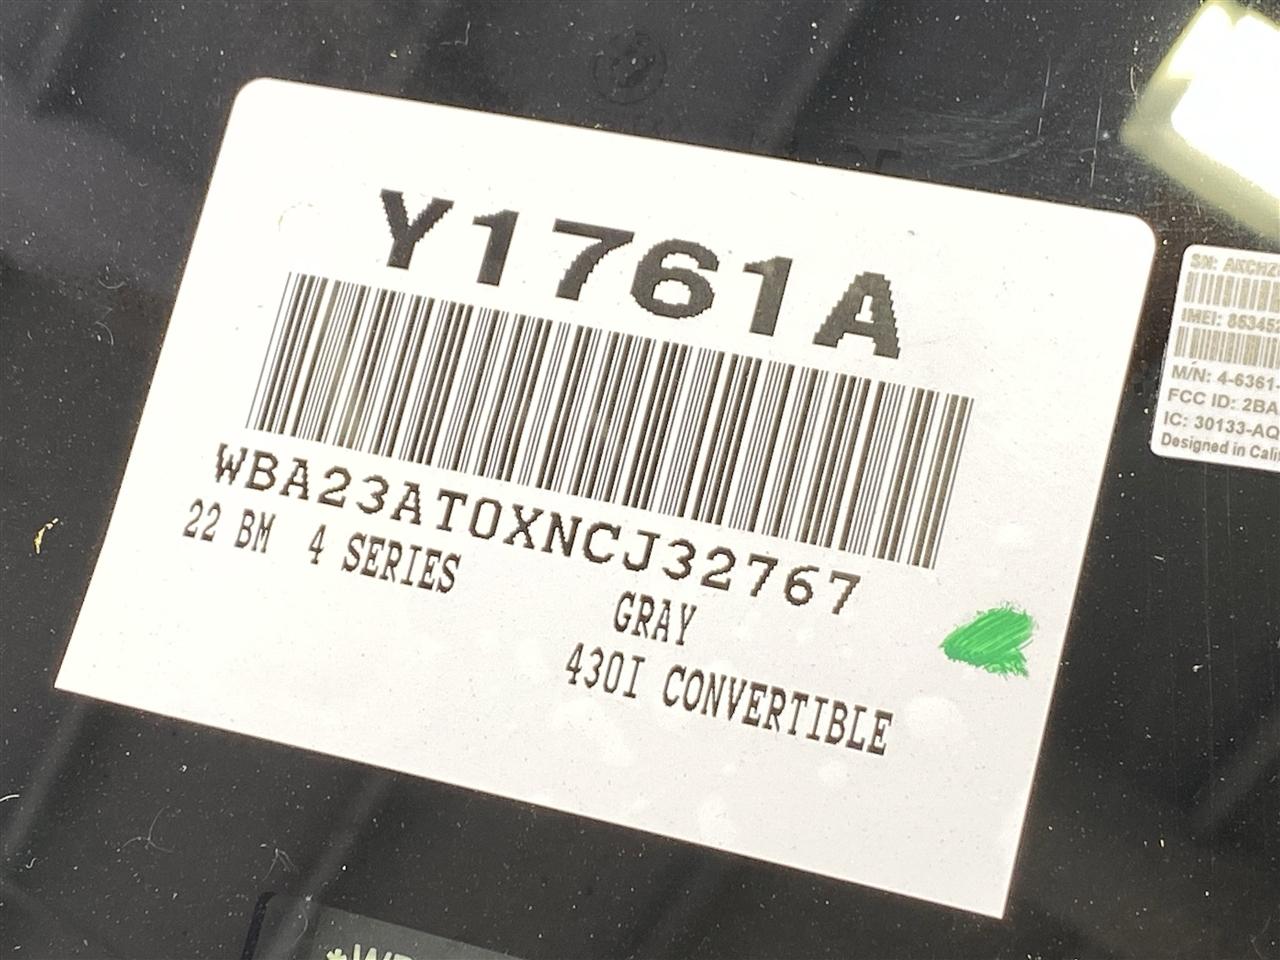 Y1761A
WBA23AT0XNCJ32767
22 BM 4 SERIES
GRAY
430I CONVERTIBLE
SN: AKCHZ
IMEI: 863452
M/N: 4-6361
FCC ID: 2BA
IC: 30133-AQ
Designed in Cali